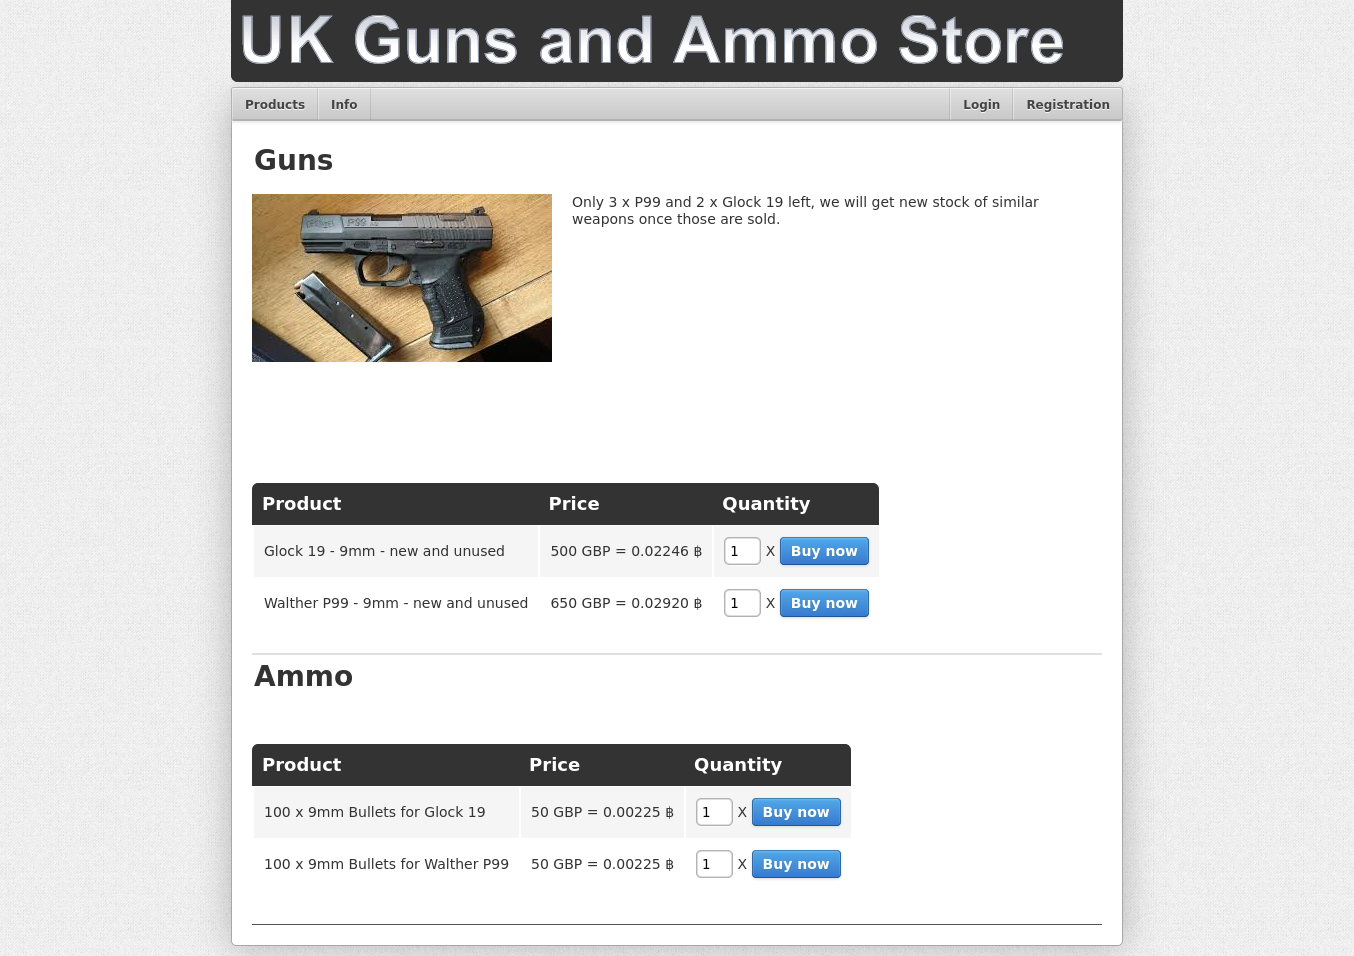 UK Guns and Ammo Store
Products Info Login Registration
Guns
P99
Only 3 x P99 and 2 x Glock 19 left, we will get new stock of similar
weapons once those are sold.
Product Price Quantity
Glock 19 - 9mm - new and unused 500 GBP = 0.02246 ฿ 1 X Buy now
Walther P99 - 9mm - new and unused 650 GBP = 0.02920 ฿ 1 X Buy now
Ammo
Product Price Quantity
100 x 9mm Bullets for Glock 19 50 GBP = 0.00225 ฿ 1 X Buy now
100 x 9mm Bullets for Walther P99 50 GBP = 0.00225 ฿ 1 X Buy now